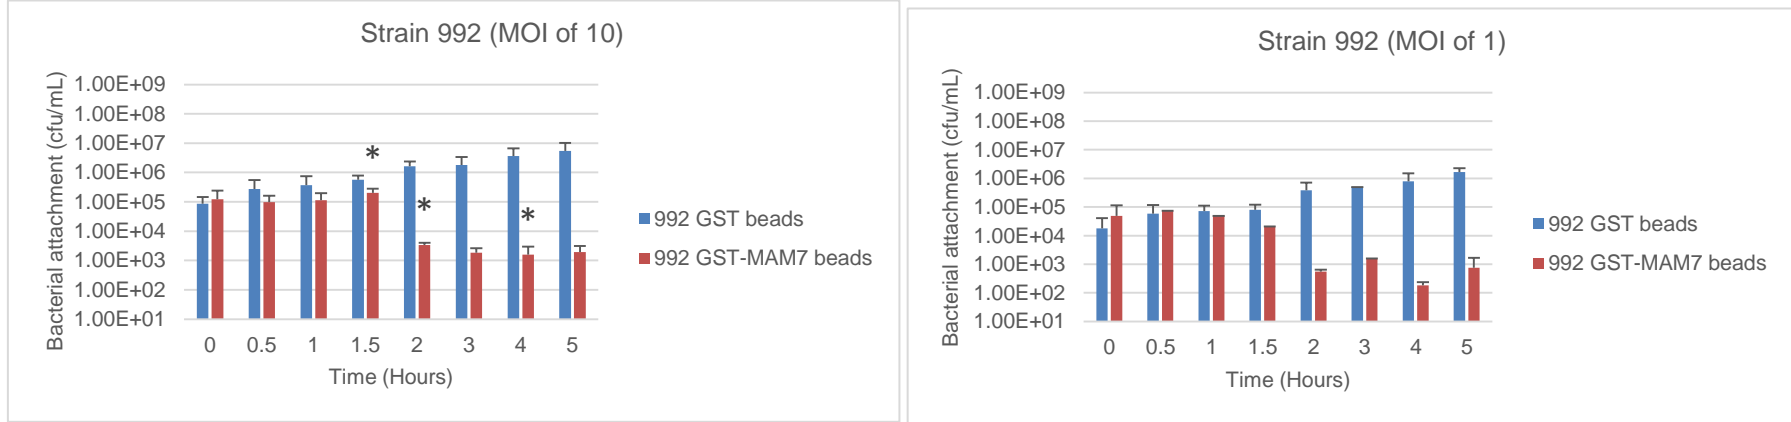 Strain 992 (MOI of 10)
Bacterial attachment (cfu/mL)
1.00E+09
1.00E+08
1.00E+07
1.00E+06
1.00E+05
1.00E+04
1.00E+03
1.00E+02
1.00E+01
*
*
*
0 0.5 1 1.5 2 3 4 5
Time (Hours)
992 GST beads
992 GST-MAM7 beads
Strain 992 (MOI of 1)
Bacterial attachment (cfu/mL)
1.00E+09
1.00E+08
1.00E+07
1.00E+06
1.00E+05
1.00E+04
1.00E+03
1.00E+02
1.00E+01
0 0.5 1 1.5 2 3 4 5
Time (Hours)
992 GST beads
992 GST-MAM7 beads